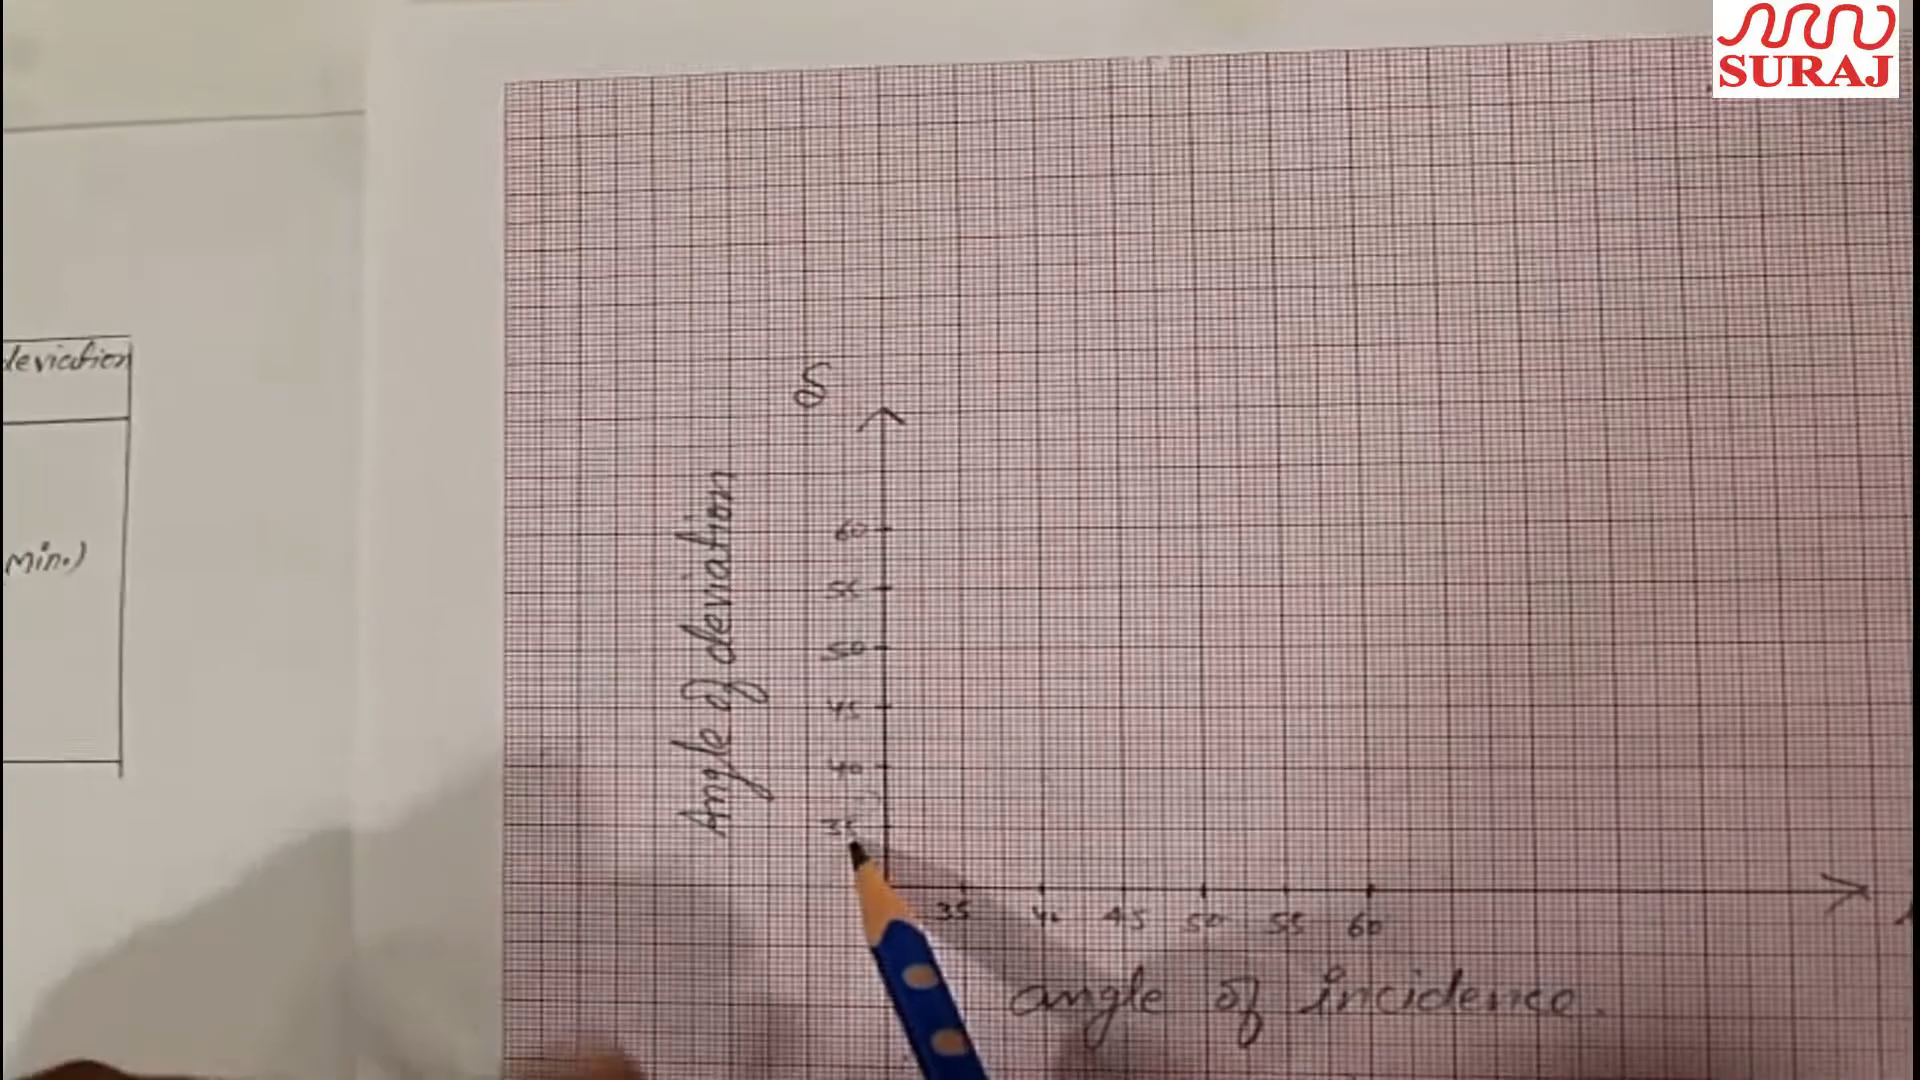 SURAJ
deviation
Min.)
δ
Angle of deviation
60
55
50
45
40
35
35 40 45 50 55 60
angle of incidence.